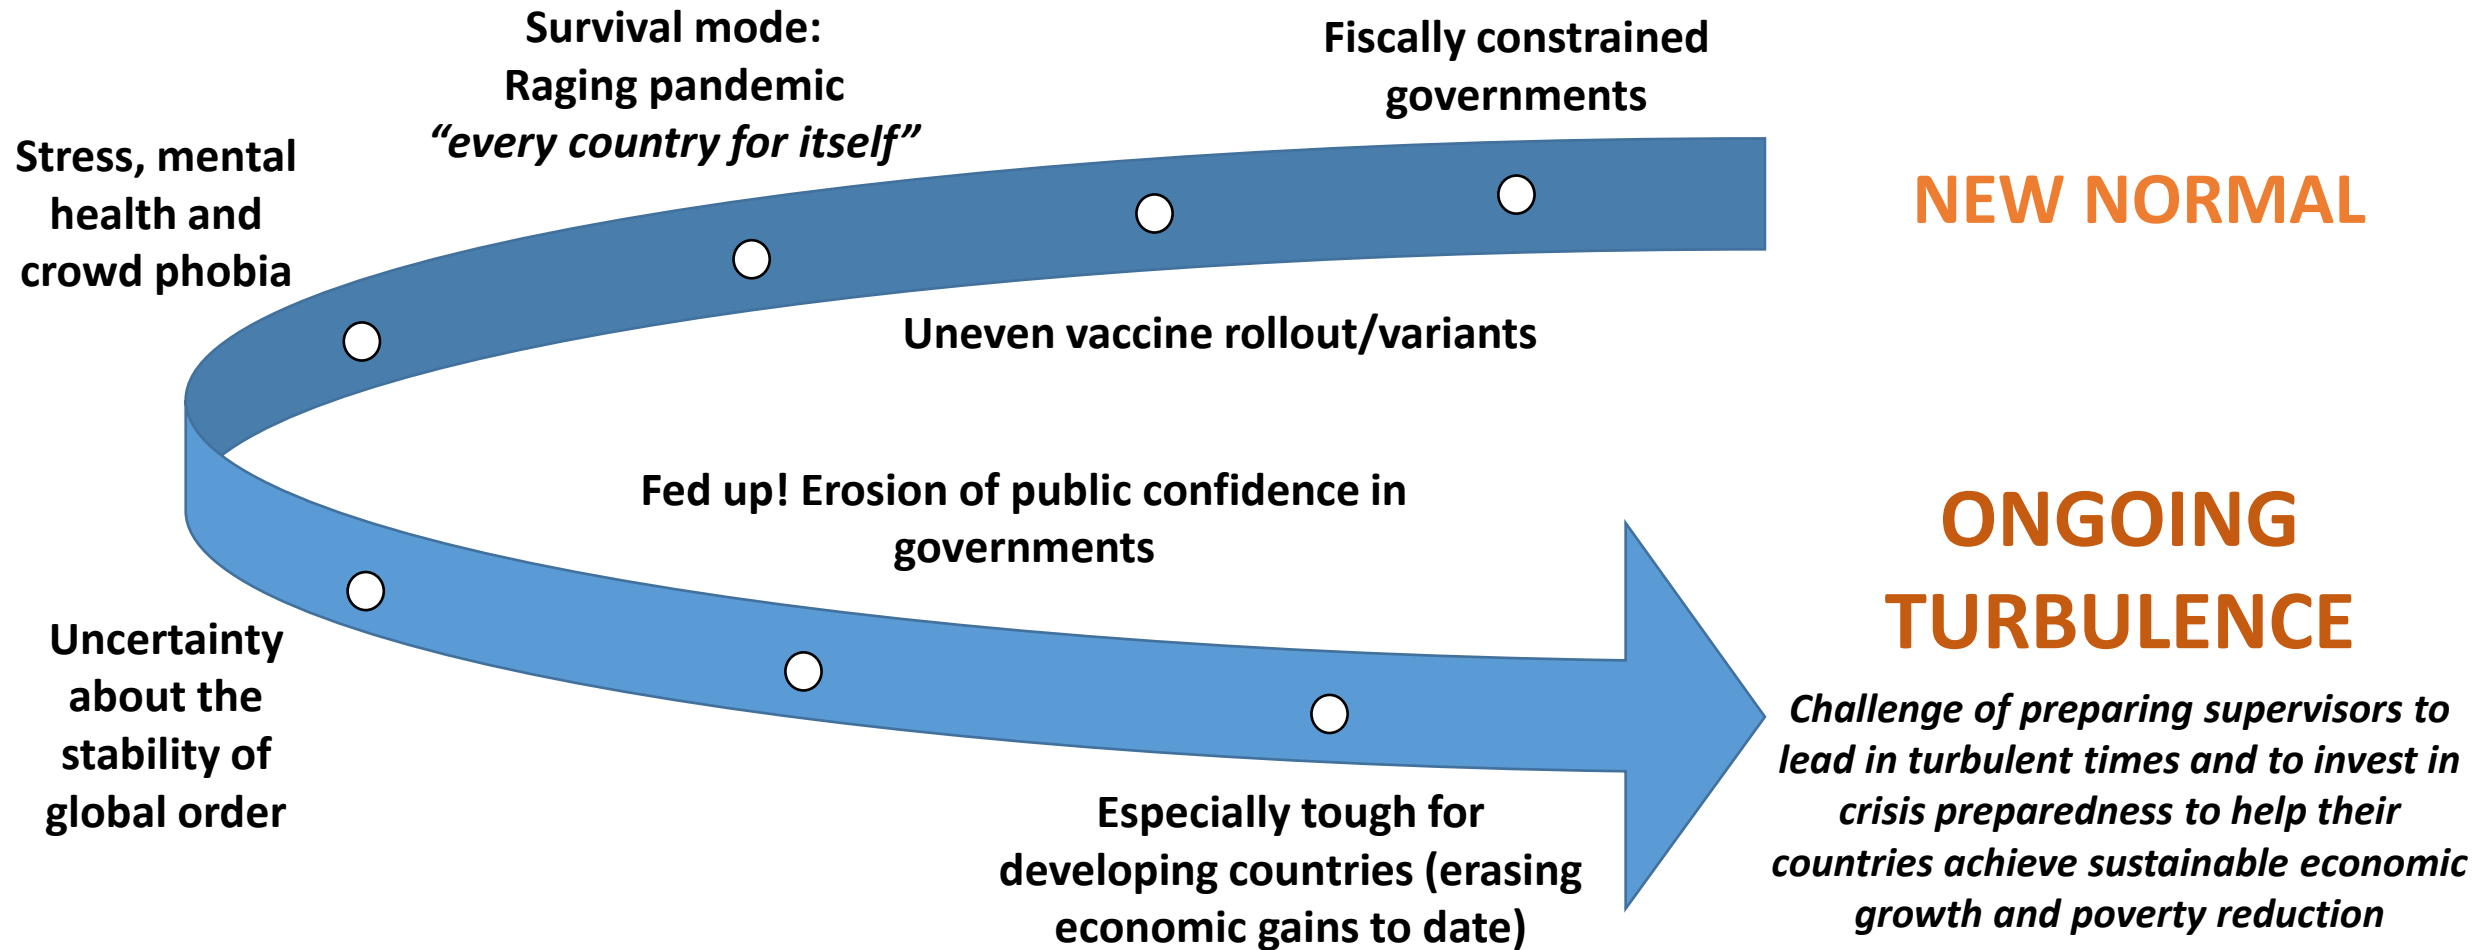 Survival mode:
Raging pandemic
“every country for itself”
Fiscally constrained
governments
Stress, mental
health and
crowd phobia
NEW NORMAL
Uneven vaccine rollout/variants
Fed up! Erosion of public confidence in
governments
ONGOING
TURBULENCE
Uncertainty
about the
stability of
global order
Especially tough for
developing countries (erasing
economic gains to date)
Challenge of preparing supervisors to
lead in turbulent times and to invest in
crisis preparedness to help their
countries achieve sustainable economic
growth and poverty reduction